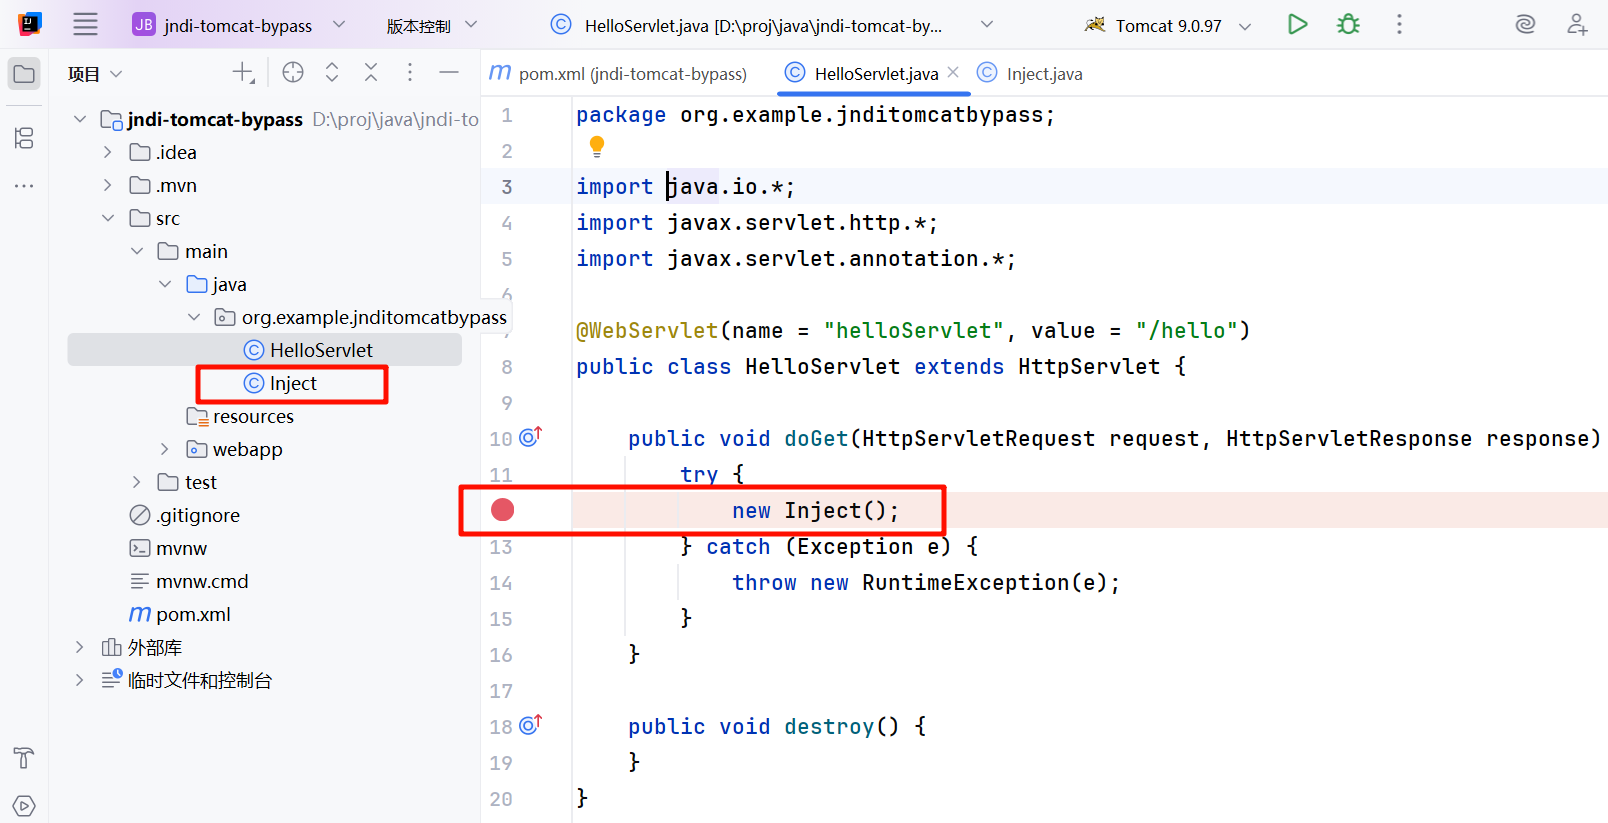 JB jndi-tomcat-bypass 版本控制 HelloServlet.java [D:\proj\java\jndi-tomcat-by... Tomcat 9.0.97
项目
pom.xml (jndi-tomcat-bypass) HelloServlet.java Inject.java
jndi-tomcat-bypass D:\proj\java\jndi-to
.idea
.mvn
src
main
java
org.example.jnditomcatbypass
HelloServlet
Inject
resources
webapp
test
.gitignore
mvnw
mvnw.cmd
pom.xml
外部库
临时文件和控制台
1 package org.example.jnditomcatbypass;
2
3 import java.io.*;
4 import javax.servlet.http.*;
5 import javax.servlet.annotation.*;
6
@WebServlet(name = "helloServlet", value = "/hello")
8 public class HelloServlet extends HttpServlet {
9
10 public void doGet(HttpServletRequest request, HttpServletResponse response)
11 try {
new Inject();
13 } catch (Exception e) {
14 throw new RuntimeException(e);
15 }
16 }
17
18 public void destroy() {
19 }
20 }